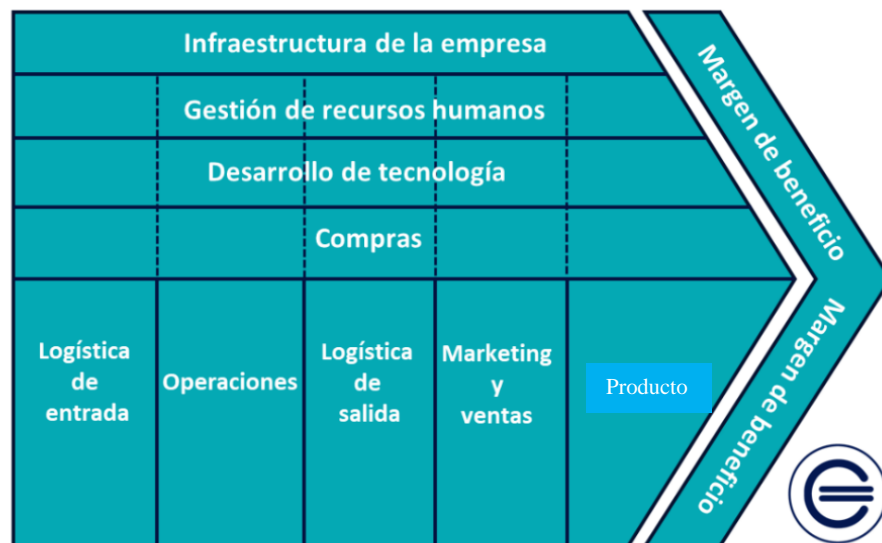 Infraestructura de la empresa
Gestión de recursos humanos
Desarrollo de tecnología
Compras
Logística
de
entrada
Operaciones
Logística
de
salida
Marketing
y
ventas
Producto
Margen de beneficio
Margen de beneficio